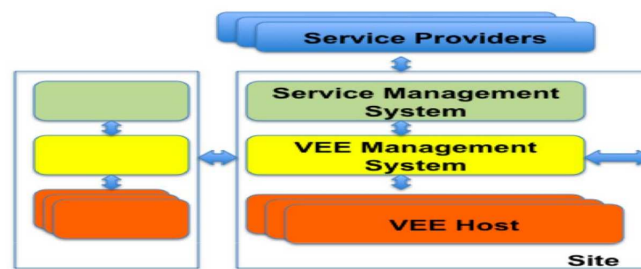 Service Providers
Service Management
System
VEE Management
System
VEE Host
Site